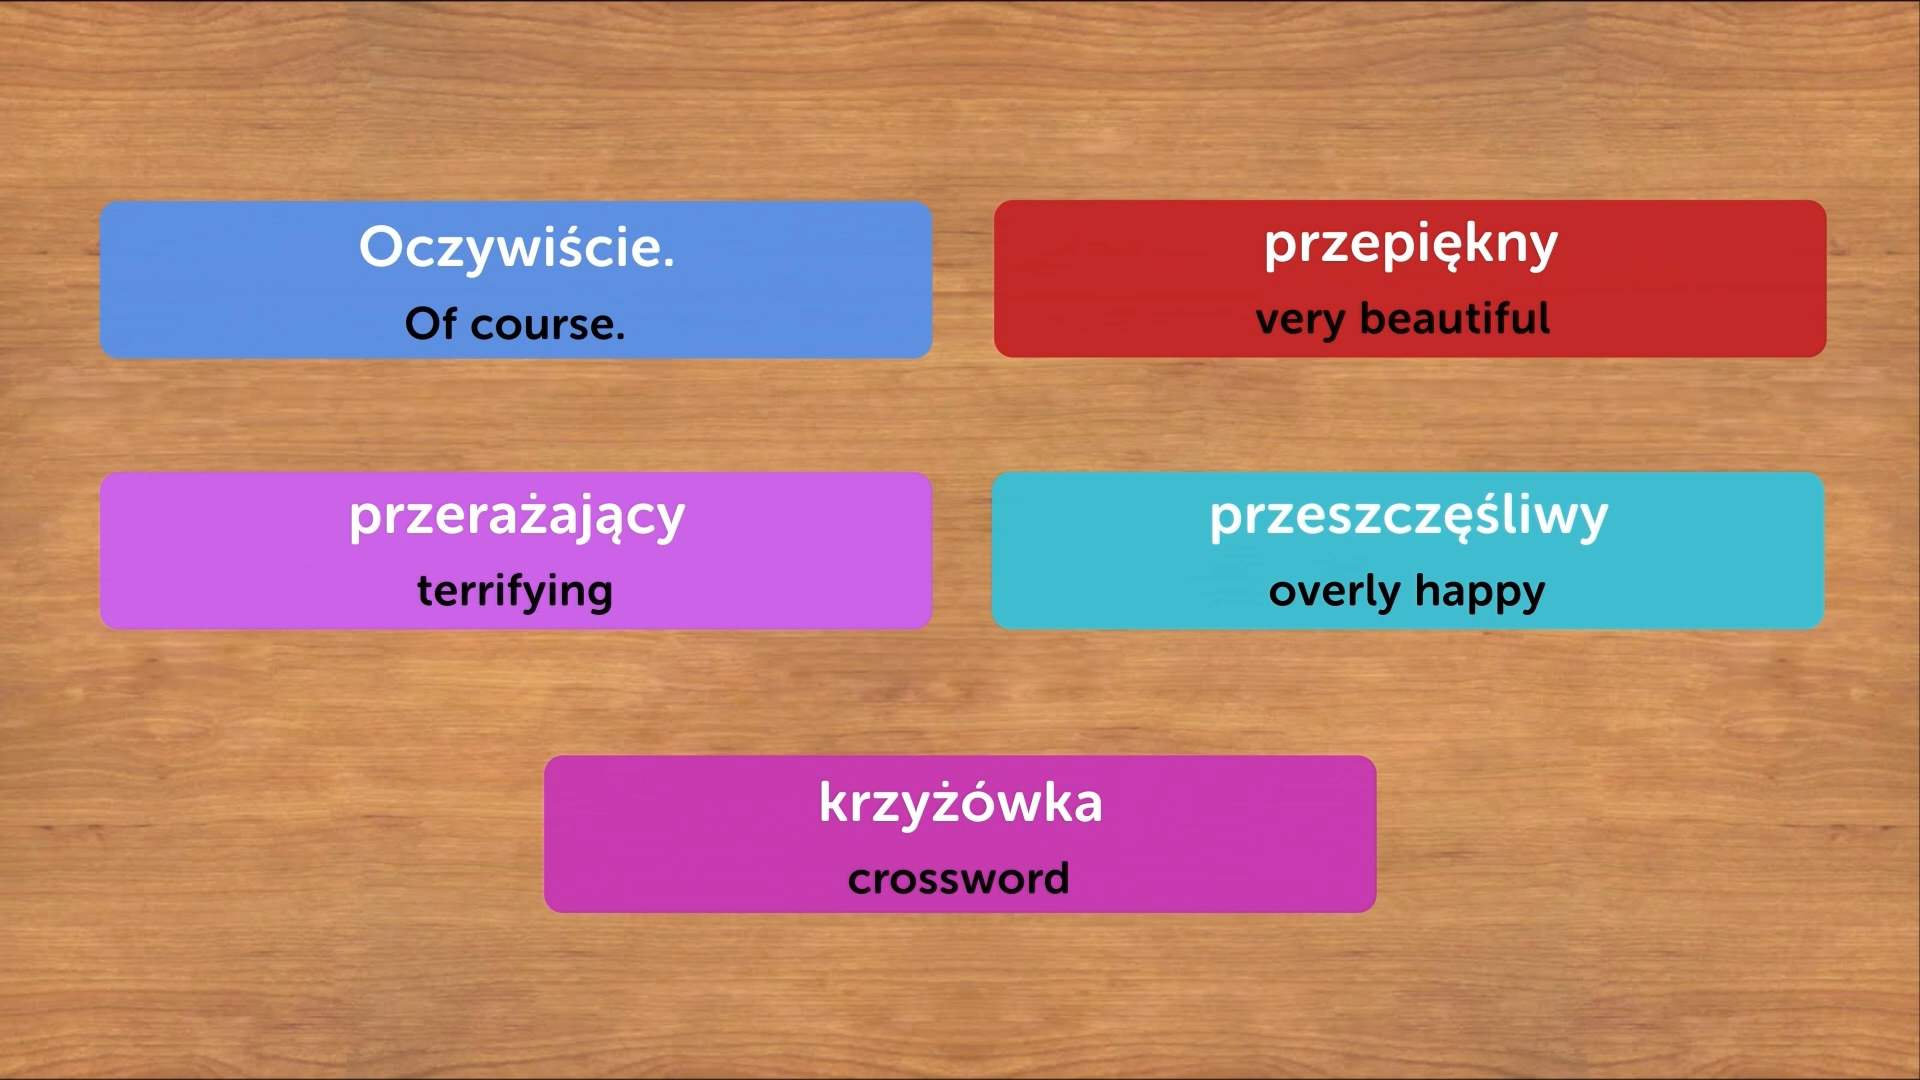 Oczywiście.
Of course.
przepiękny
very beautiful
przerażający
terrifying
przeszczęśliwy
overly happy
krzyżówka
crossword